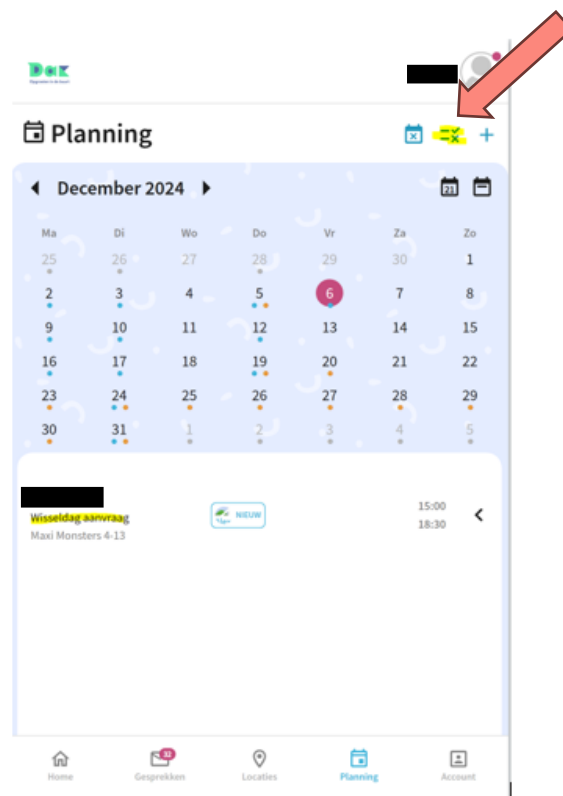 Dak
Planning
December 2024
21
Ma Di Wo Do Vr Za Zo
25 26 27 28 29 30 1
2 3 4 5 6 7 8
9 10 11 12 13 14 15
16 17 18 19 20 21 22
23 24 25 26 27 28 29
30 31 1 2 3 4 5
Wisseldag aanvraag NIEUW 15:00
Maxi Monsters 4-13 18:30
32
Home Gesprekken Locaties Planning Account